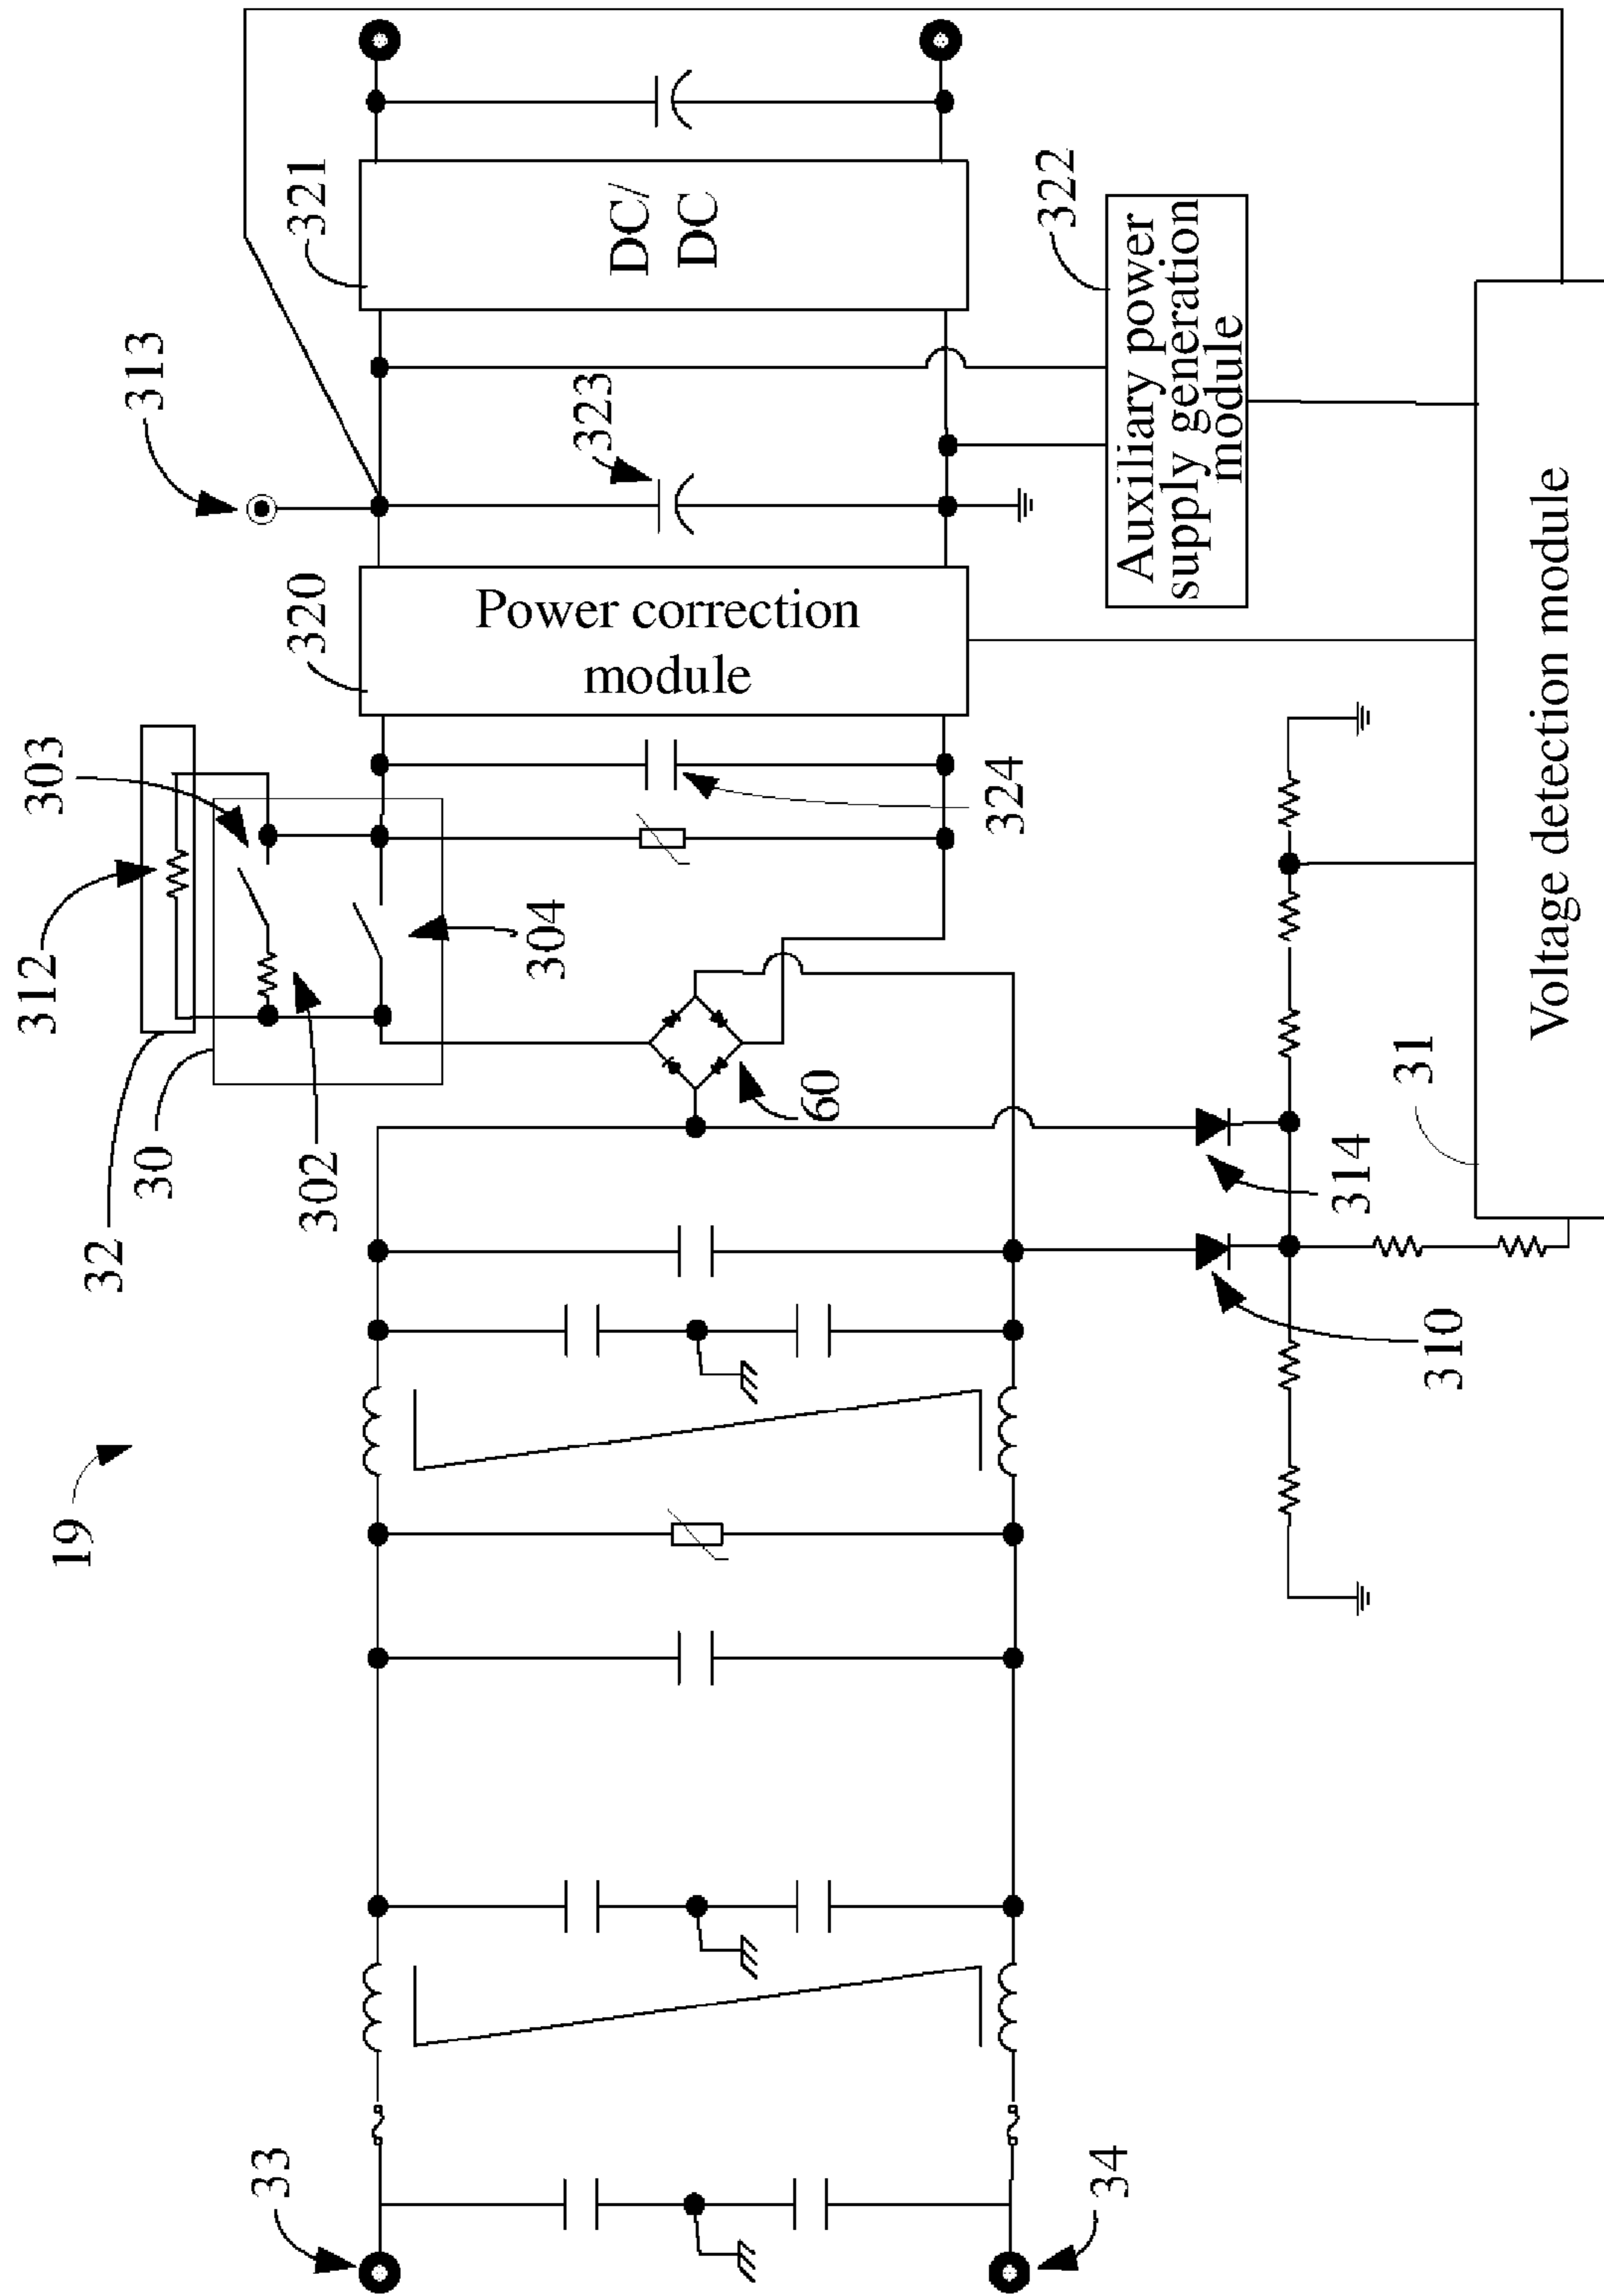 19
33
34
32
30
312
303
302
304
60
324
320
313
323
321
322
314
310
31
Power correction
module
DC/
DC
Auxiliary power
supply generation
module
Voltage detection module